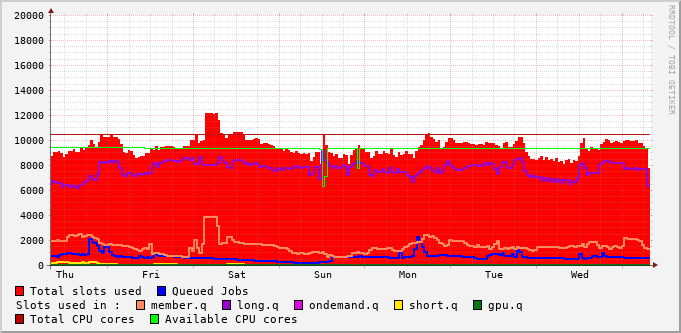 20000
18000
16000
14000
12000
10000
8000
6000
4000
2000
0
Thu Fri Sat Sun Mon Tue Wed
RRDTOOL / TOBI OETIKER
Total slots used Queued Jobs
Slots used in : member.q long.q ondemand.q short.q gpu.q
Total CPU cores Available CPU cores